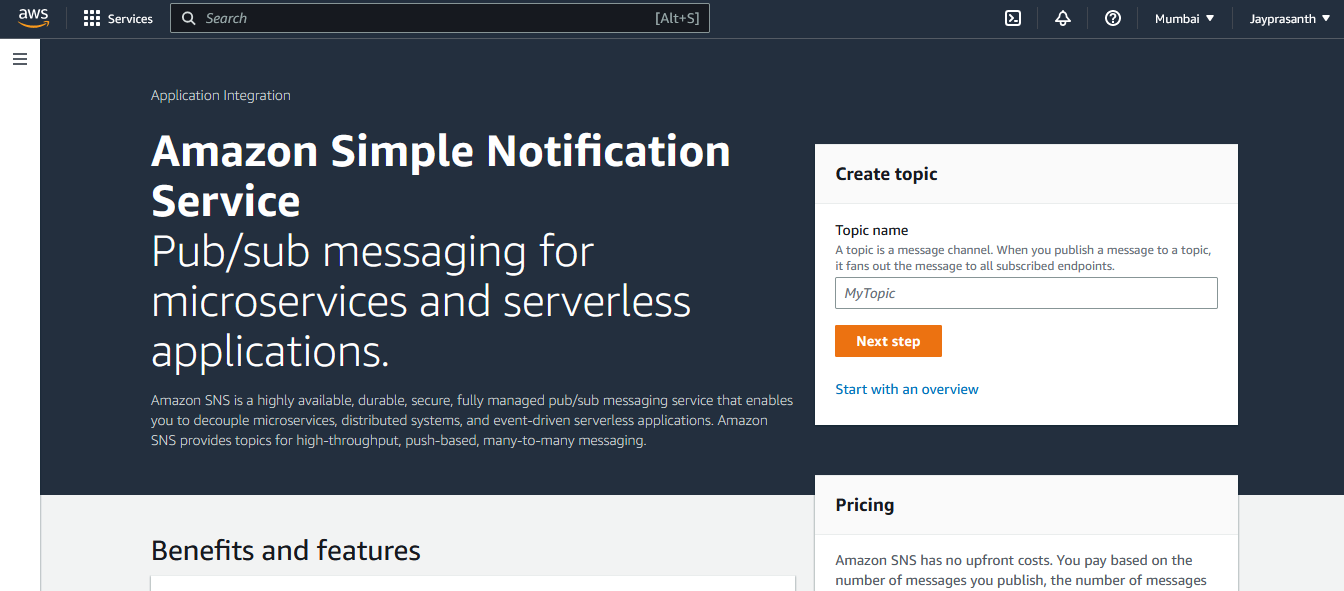 aws
Services
Search
[Alt+S]
Mumbai
Jayprasanth
Application Integration
Amazon Simple Notification
Service
Pub/sub messaging for
microservices and serverless
applications.
Amazon SNS is a highly available, durable, secure, fully managed pub/sub messaging service that enables
you to decouple microservices, distributed systems, and event-driven serverless applications. Amazon
SNS provides topics for high-throughput, push-based, many-to-many messaging.
Create topic
Topic name
A topic is a message channel. When you publish a message to a topic,
it fans out the message to all subscribed endpoints.
MyTopic
Next step
Start with an overview
Benefits and features
Pricing
Amazon SNS has no upfront costs. You pay based on the
number of messages you publish, the number of messages